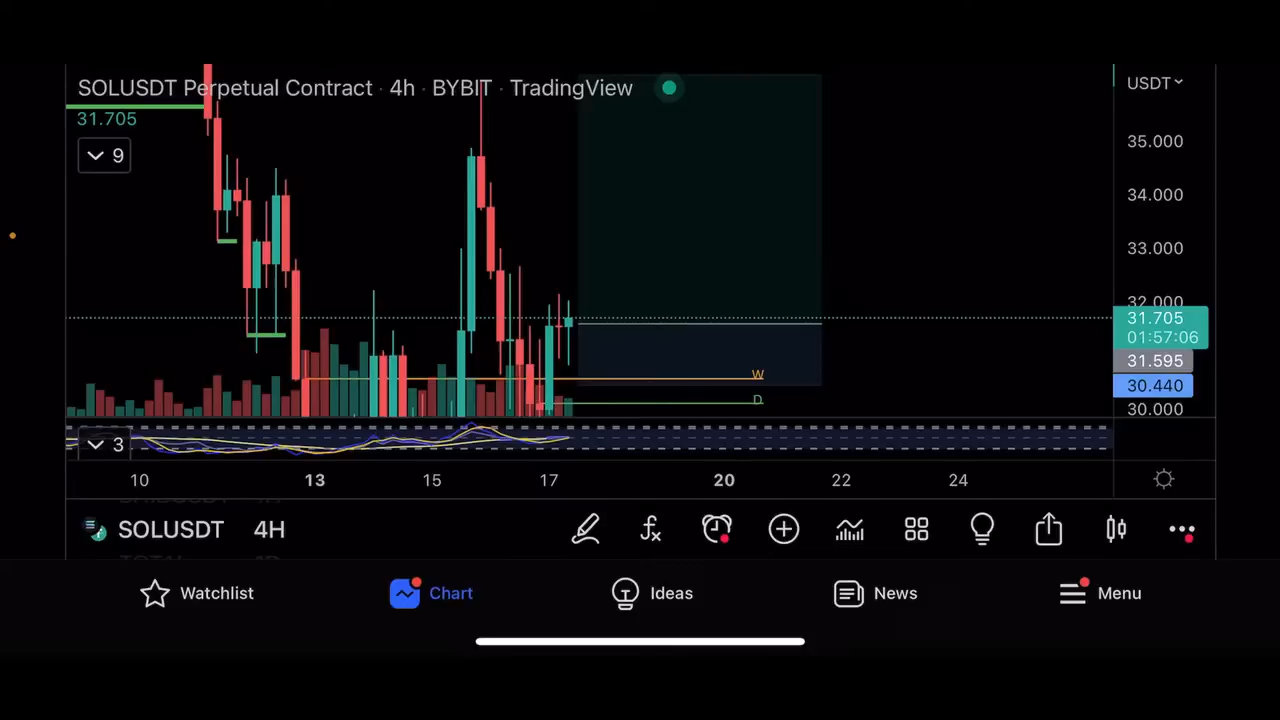 SOLUSDT Perpetual Contract · 4h · BYBIT · TradingView
USDT
31.705
9
35.000
34.000
33.000
32.000
31.705
01:57:06
31.595
30.440
30.000
W
D
3
10 13 15 17 20 22 24
SOLUSDT 4H
Watchlist Chart Ideas News Menu